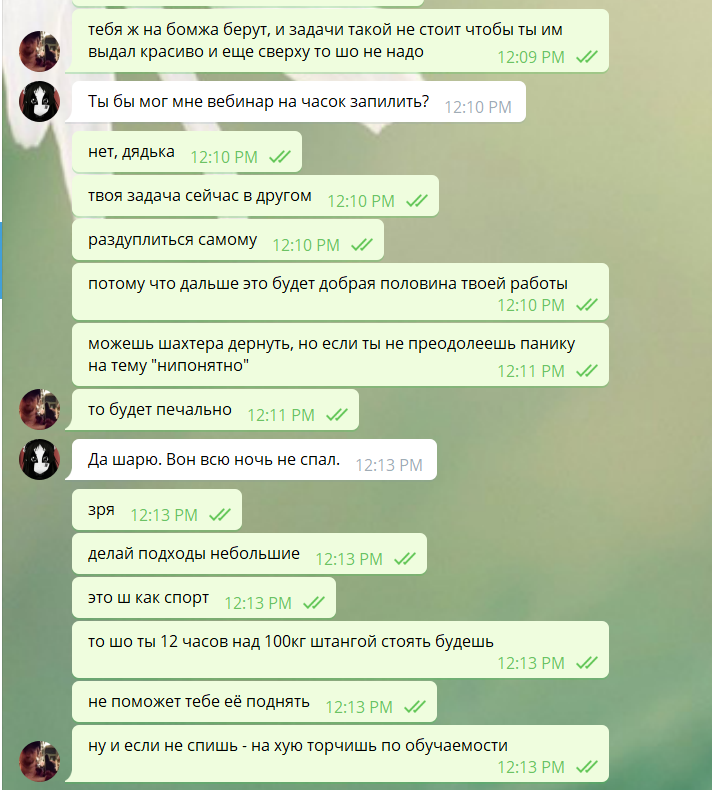 тебя ж на бомжа берут, и задачи такой не стоит чтобы ты им
выдал красиво и еще сверху то шо не надо
12:09 PM
Ты бы мог мне вебинар на часок запилить? 12:10 PM
нет, дядька 12:10 PM
твоя задача сейчас в другом 12:10 PM
раздуплиться самому 12:10 PM
потому что дальше это будет добрая половина твоей работы
12:10 PM
можешь шахтера дернуть, но если ты не преодолеешь панику
на тему "нипонятно"
12:11 PM
то будет печально 12:11 PM
Да шарю. Вон всю ночь не спал. 12:13 PM
зря 12:13 PM
делай подходы небольшие 12:13 PM
это ш как спорт 12:13 PM
то шо ты 12 часов над 100кг штангой стоять будешь
12:13 PM
не поможет тебе её поднять 12:13 PM
ну и если не спишь - на хую торчишь по обучаемости
12:13 PM